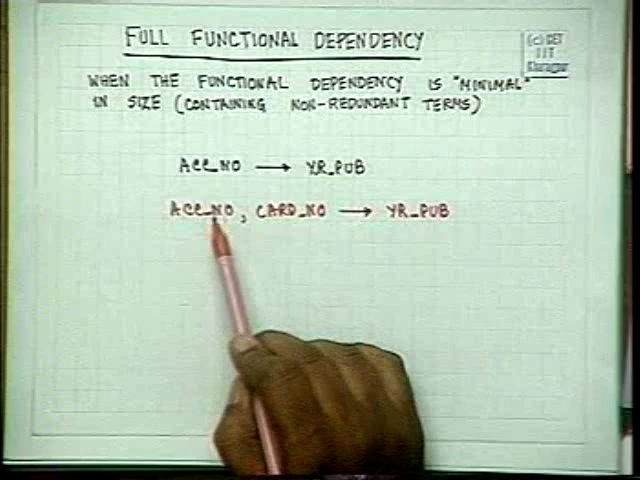 FULL FUNCTIONAL DEPENDENCY
(C) CET
I.I.T
Kharagpur
WHEN THE FUNCTIONAL DEPENDENCY IS "MINIMAL"
IN SIZE (CONTAINING NON-REDUNDANT TERMS)
ACC_NO → YR_PUB
ACC_NO, CARD_NO → YR_PUB